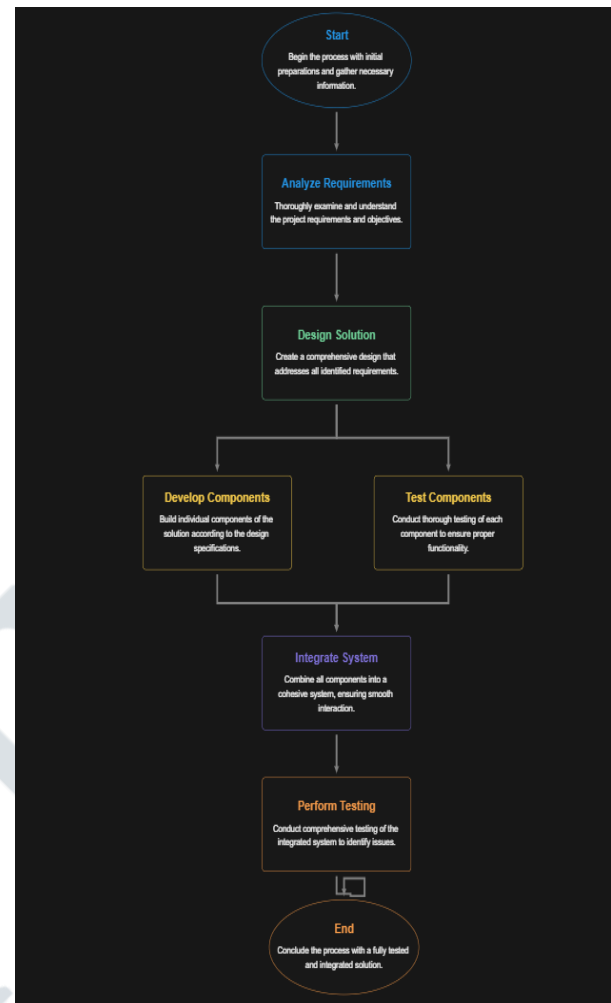 Start
Begin the process with initial
preparations and gather necessary
information.
Analyze Requirements
Thoroughly examine and understand
the project requirements and objectives.
Design Solution
Create a comprehensive design that
addresses all identified requirements.
Develop Components
Build individual components of the
solution according to the design
specifications.
Test Components
Conduct thorough testing of each
component to ensure proper
functionality.
Integrate System
Combine all components into a
cohesive system, ensuring smooth
interaction.
Perform Testing
Conduct comprehensive testing of the
integrated system to identify issues.
End
Conclude the process with a fully tested
and integrated solution.